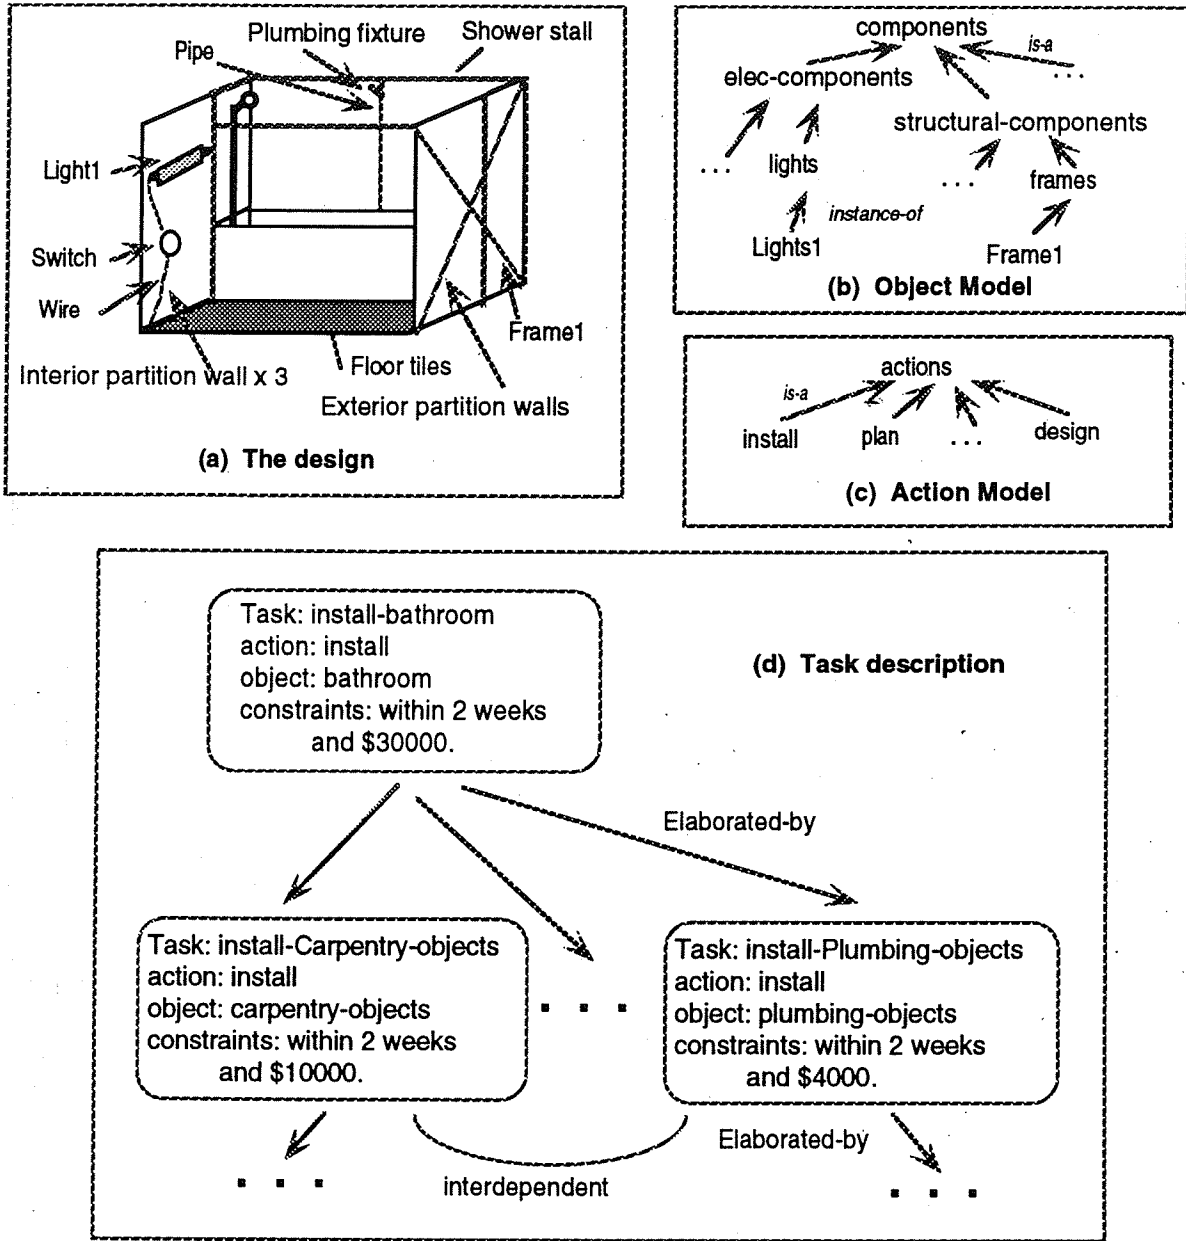 Plumbing fixture
Shower stall
Pipe
Light1
Switch
Wire
Frame1
Interior partition wall x 3
Floor tiles
Exterior partition walls
(a) The design
components
is-a
elec-components
. . .
structural-components
. . .
lights
. . .
frames
instance-of
Lights1
Frame1
(b) Object Model
actions
is-a
install
plan
. . .
design
(c) Action Model
Task: install-bathroom
action: install
object: bathroom
constraints: within 2 weeks
and $30000.
(d) Task description
Elaborated-by
Task: install-Carpentry-objects
action: install
object: carpentry-objects
constraints: within 2 weeks
and $10000.
. . .
Task: install-Plumbing-objects
action: install
object: plumbing-objects
constraints: within 2 weeks
and $4000.
Elaborated-by
. . .
interdependent
. . .